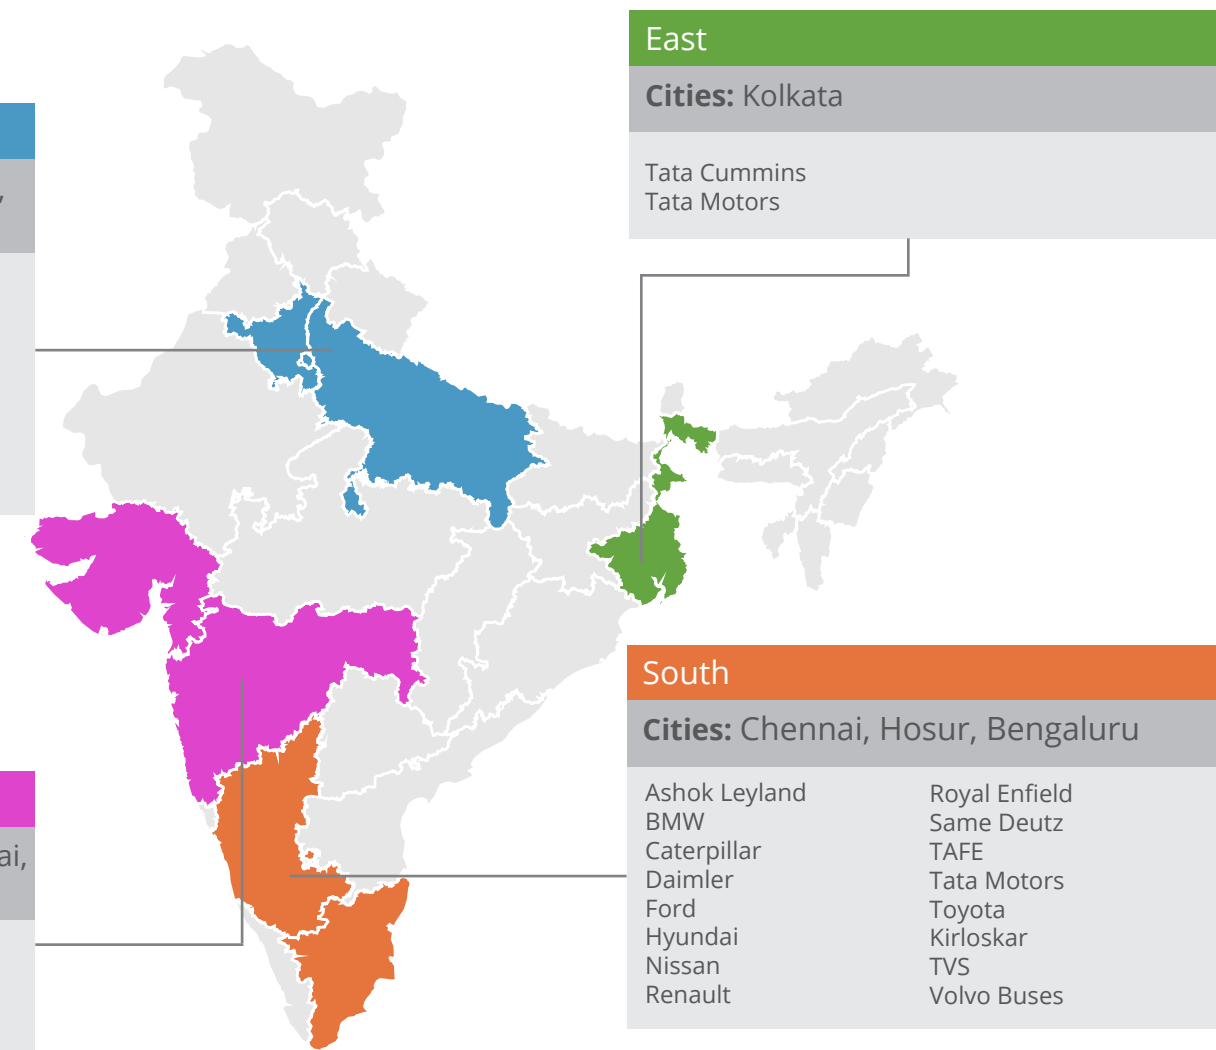 East
Cities: Kolkata
Tata Cummins
Tata Motors
,
ai,
South
Cities: Chennai, Hosur, Bengaluru
Ashok Leyland
BMW
Caterpillar
Daimler
Ford
Hyundai
Nissan
Renault
Royal Enfield
Same Deutz
TAFE
Tata Motors
Toyota
Kirloskar
TVS
Volvo Buses